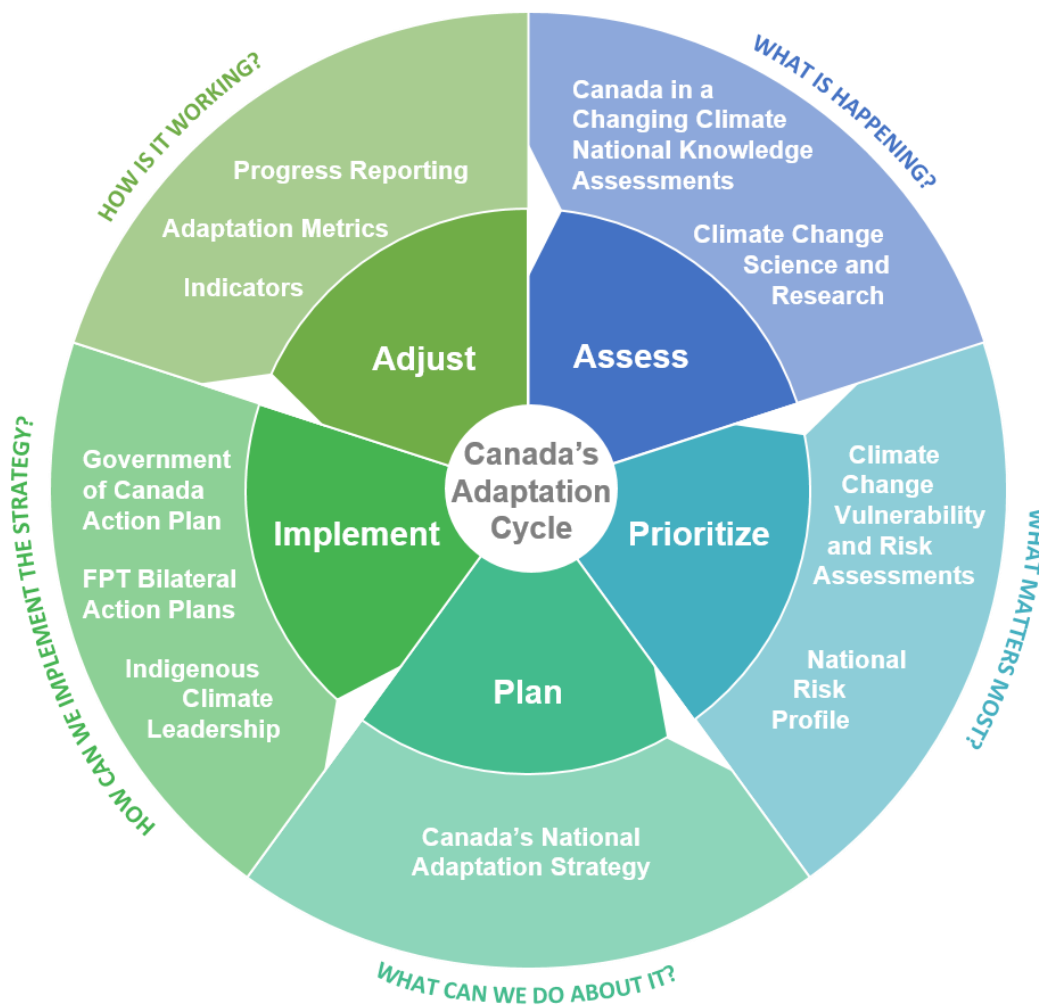 Canada's
Adaptation
Cycle
WHAT IS HAPPENING?
Canada in a
Changing Climate
National Knowledge
Assessments
Climate Change
Science and
Research
Assess
WHAT MATTERS MOST?
Climate
Change
Vulnerability
and Risk
Assessments
National
Risk
Profile
Prioritize
WHAT CAN WE DO ABOUT IT?
Canada's National
Adaptation Strategy
Plan
HOW CAN WE IMPLEMENT THE STRATEGY?
Government
of Canada
Action Plan
FPT Bilateral
Action Plans
Indigenous
Climate
Leadership
Implement
HOW IS IT WORKING?
Progress Reporting
Adaptation Metrics
Indicators
Adjust